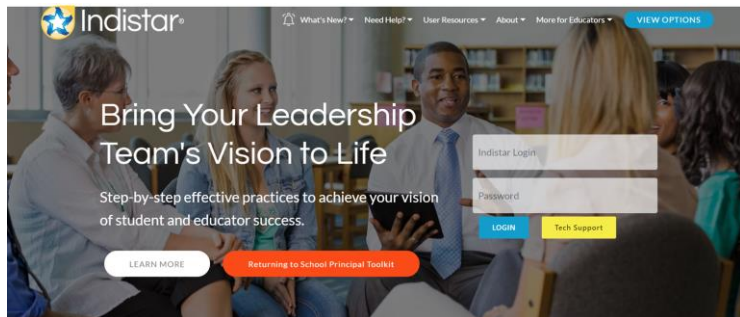 Indistar®
What's New? Need Help? User Resources About More for Educators VIEW OPTIONS
Bring Your Leadership
Team's Vision to Life
Indistar Login
Password
Step-by-step effective practices to achieve your vision
of student and educator success.
LOGIN Tech Support
LEARN MORE Returning to School Principal Toolkit